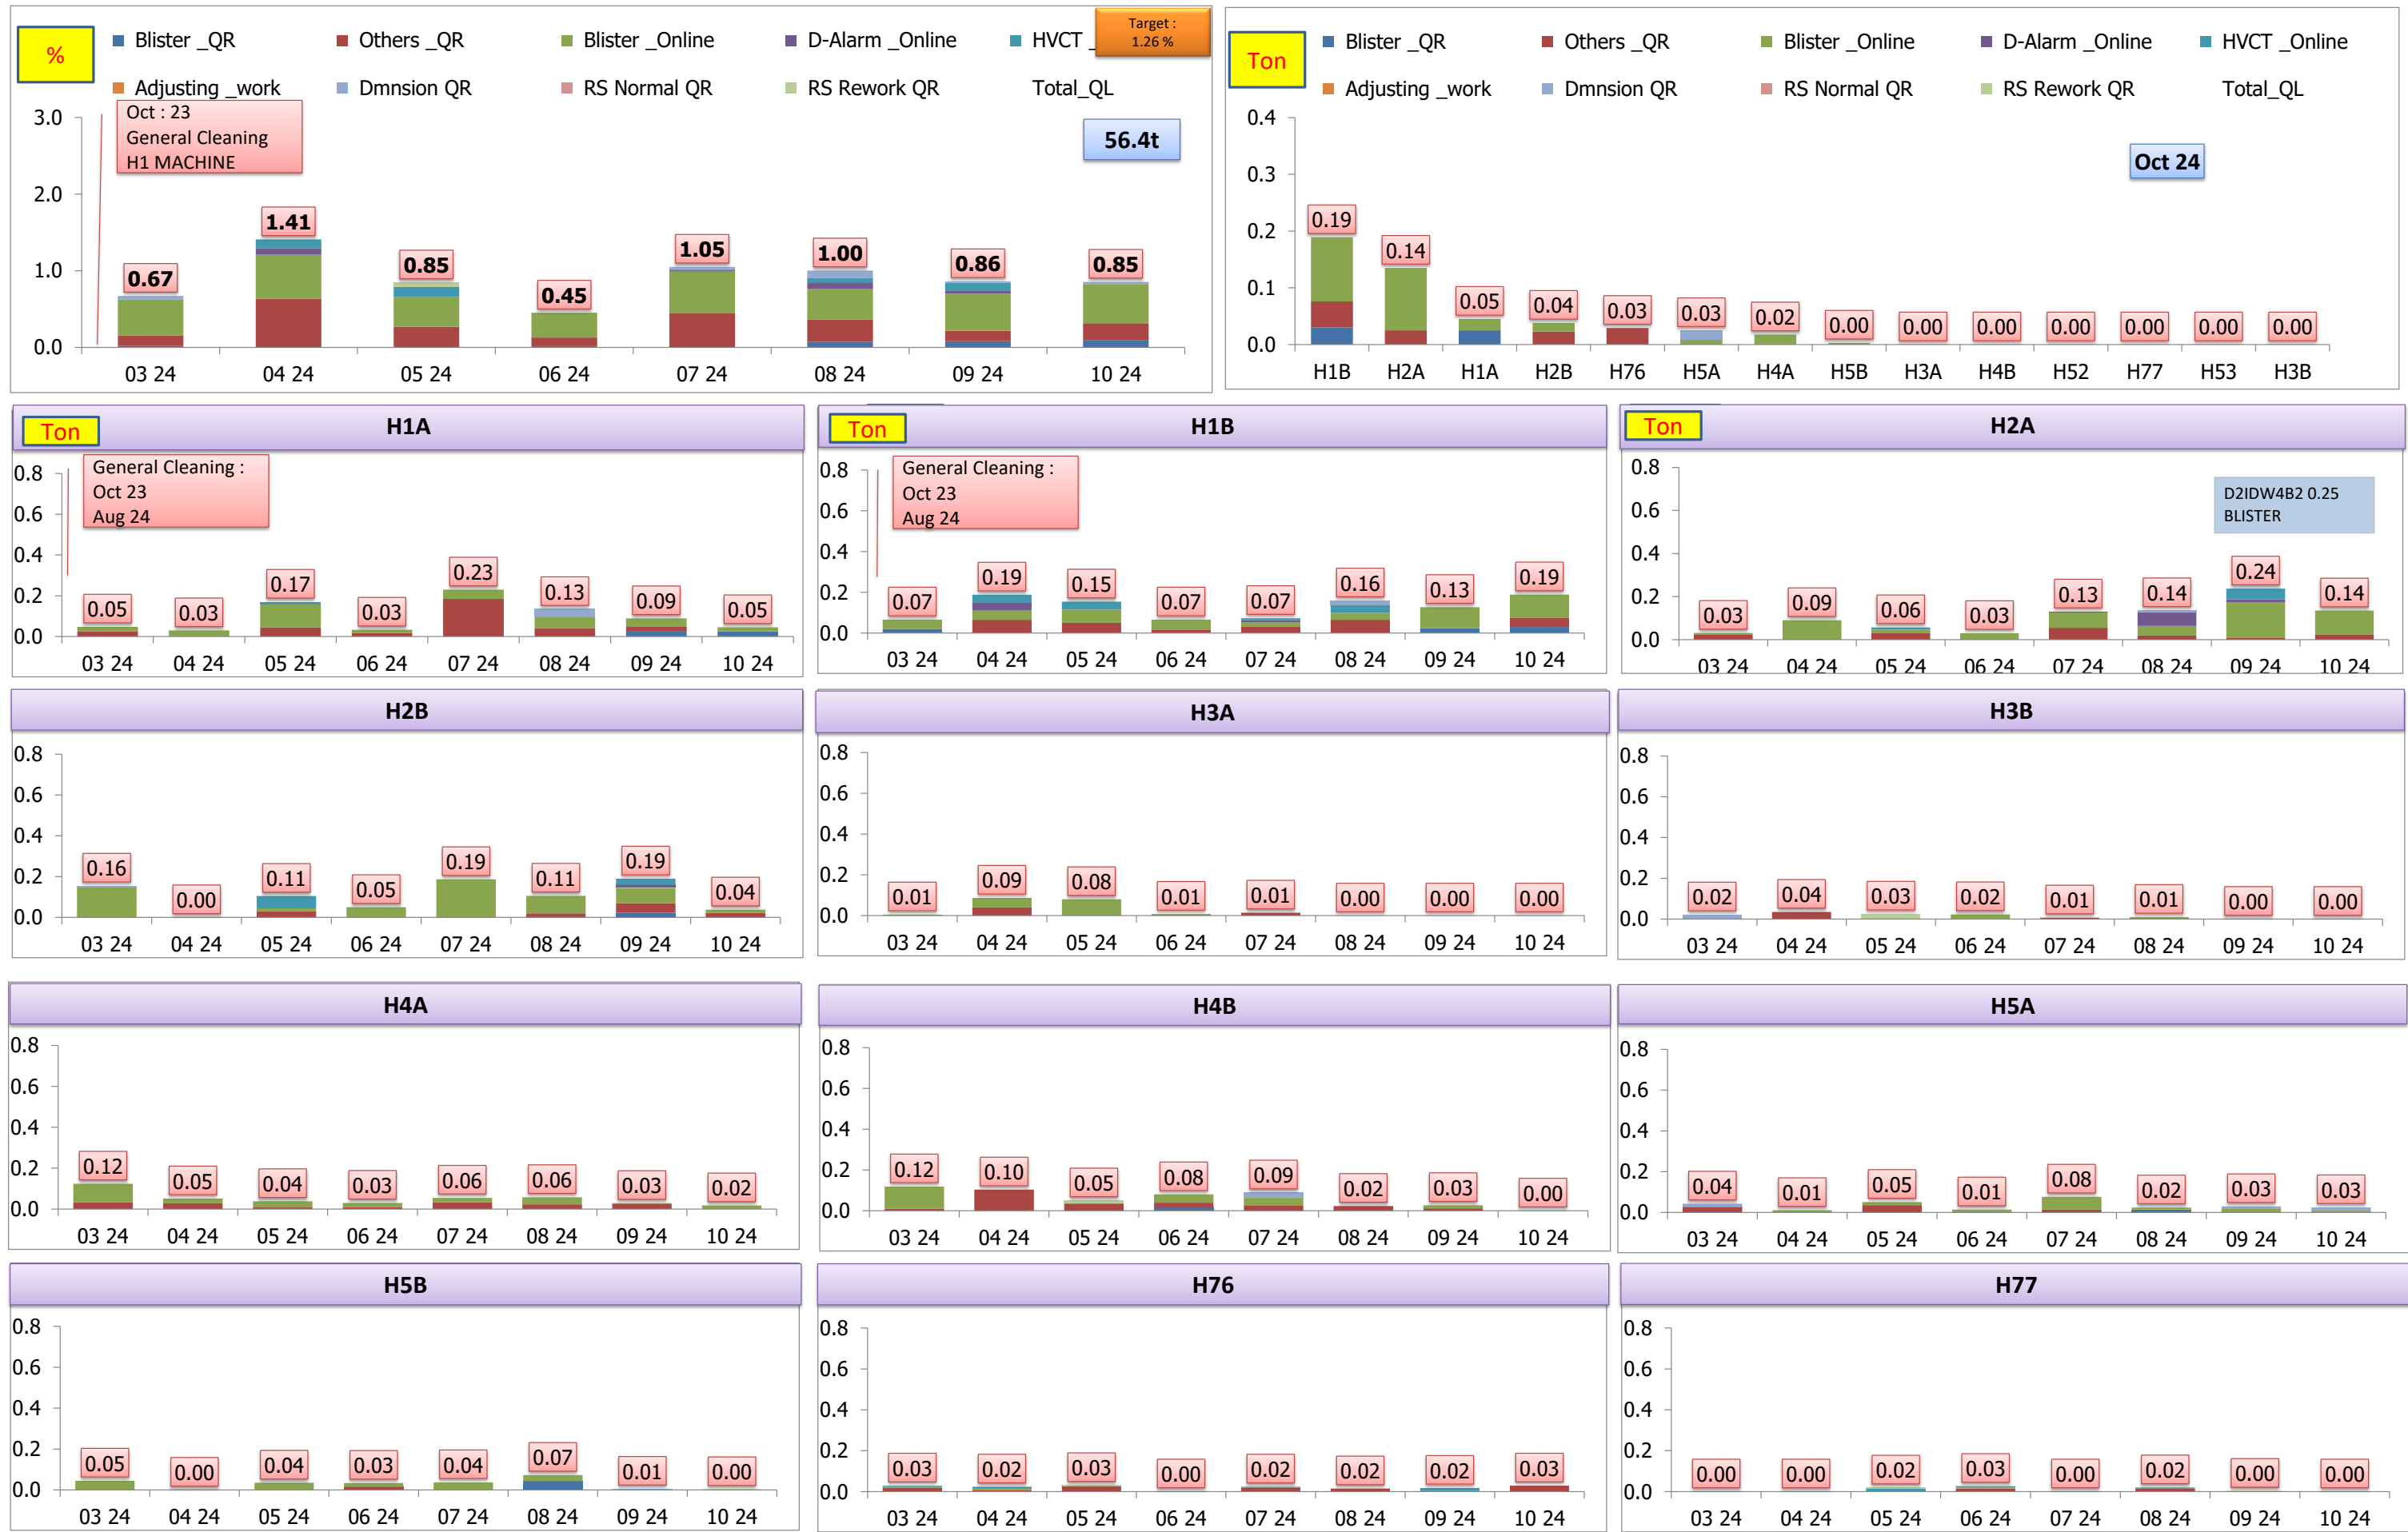 %
Blister _QR
Others _QR
Blister _Online
D-Alarm _Online
HVCT _
Target :
1.26 %
Adjusting _work
Dmnsion QR
RS Normal QR
RS Rework QR
Total_QL
Oct : 23
General Cleaning
H1 MACHINE
56.4t
3.0
2.0
1.0
0.0
0.67
1.41
0.85
0.45
1.05
1.00
0.86
0.85
03 24 04 24 05 24 06 24 07 24 08 24 09 24 10 24
Ton
Blister _QR
Others _QR
Blister _Online
D-Alarm _Online
HVCT _Online
Adjusting _work
Dmnsion QR
RS Normal QR
RS Rework QR
Total_QL
Oct 24
0.4
0.3
0.2
0.1
0.0
0.19 0.14 0.05 0.04 0.03 0.03 0.02 0.00 0.00 0.00 0.00 0.00 0.00 0.00
H1B H2A H1A H2B H76 H5A H4A H5B H3A H4B H52 H77 H53 H3B
Ton
H1A
General Cleaning :
Oct 23
Aug 24
0.8
0.6
0.4
0.2
0.0
0.05 0.03 0.17 0.03 0.23 0.13 0.09 0.05
03 24 04 24 05 24 06 24 07 24 08 24 09 24 10 24
Ton
H1B
General Cleaning :
Oct 23
Aug 24
0.8
0.6
0.4
0.2
0.0
0.07 0.19 0.15 0.07 0.07 0.16 0.13 0.19
03 24 04 24 05 24 06 24 07 24 08 24 09 24 10 24
Ton
H2A
D2IDW4B2 0.25
BLISTER
0.8
0.6
0.4
0.2
0.0
0.03 0.09 0.06 0.03 0.13 0.14 0.24 0.14
03 24 04 24 05 24 06 24 07 24 08 24 09 24 10 24
H2B
0.8
0.6
0.4
0.2
0.0
0.16 0.00 0.11 0.05 0.19 0.11 0.19 0.04
03 24 04 24 05 24 06 24 07 24 08 24 09 24 10 24
H3A
0.8
0.6
0.4
0.2
0.0
0.01 0.09 0.08 0.01 0.01 0.00 0.00 0.00
03 24 04 24 05 24 06 24 07 24 08 24 09 24 10 24
H3B
0.8
0.6
0.4
0.2
0.0
0.02 0.04 0.03 0.02 0.01 0.01 0.00 0.00
03 24 04 24 05 24 06 24 07 24 08 24 09 24 10 24
H4A
0.8
0.6
0.4
0.2
0.0
0.12 0.05 0.04 0.03 0.06 0.06 0.03 0.02
03 24 04 24 05 24 06 24 07 24 08 24 09 24 10 24
H4B
0.8
0.6
0.4
0.2
0.0
0.12 0.10 0.05 0.08 0.09 0.02 0.03 0.00
03 24 04 24 05 24 06 24 07 24 08 24 09 24 10 24
H5A
0.8
0.6
0.4
0.2
0.0
0.04 0.01 0.05 0.01 0.08 0.02 0.03 0.03
03 24 04 24 05 24 06 24 07 24 08 24 09 24 10 24
H5B
0.8
0.6
0.4
0.2
0.0
0.05 0.00 0.04 0.03 0.04 0.07 0.01 0.00
03 24 04 24 05 24 06 24 07 24 08 24 09 24 10 24
H76
0.8
0.6
0.4
0.2
0.0
0.03 0.02 0.03 0.00 0.02 0.02 0.02 0.03
03 24 04 24 05 24 06 24 07 24 08 24 09 24 10 24
H77
0.8
0.6
0.4
0.2
0.0
0.00 0.00 0.02 0.03 0.00 0.02 0.00 0.00
03 24 04 24 05 24 06 24 07 24 08 24 09 24 10 24